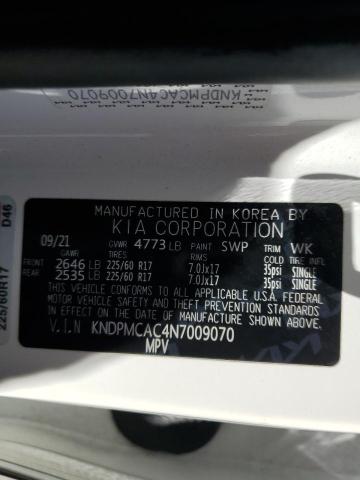 KNDPMCAC4N7009070
D46
225/60R17
MANUFACTURED IN KOREA BY
KIA CORPORATION
09/21 GVWR 4773 LB PAINT SWP TRIM WK
GAWR TIRES RIMS
FRONT 2646 LB 225/60 R17 7.0Jx17 35psi SINGLE
REAR 2535 LB 225/60 R17 7.0Jx17 35psi SINGLE
THIS VEHICLE CONFORMS TO ALL APPLICABLE U.S.A. FEDERAL
MOTOR VEHICLE SAFETY BUMPER, AND THEFT PREVENTION STANDARDS
IN EFFECT ON THE DATE OF MANUFACTURE SHOWN ABOVE.
V.I.N KNDPMCAC4N7009070
MPV